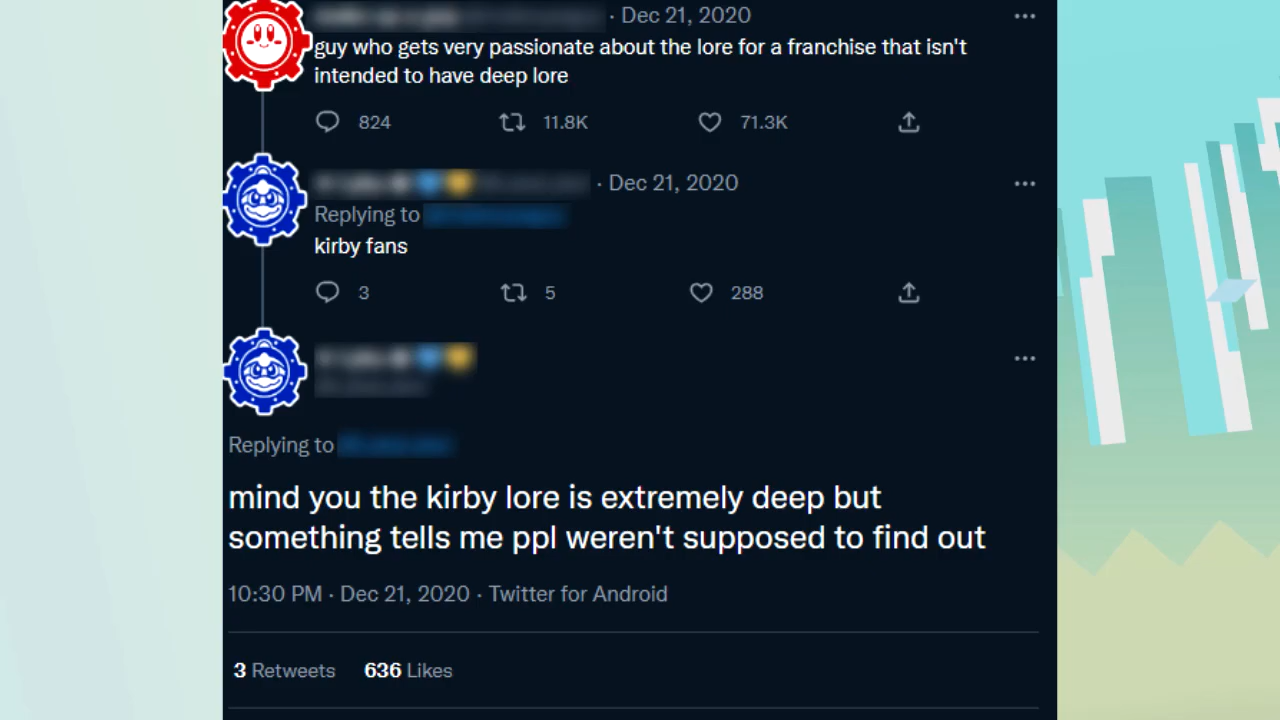 · Dec 21, 2020
guy who gets very passionate about the lore for a franchise that isn't
intended to have deep lore
824 11.8K 71.3K
· Dec 21, 2020
Replying to
kirby fans
3 5 288
Replying to
mind you the kirby lore is extremely deep but
something tells me ppl weren't supposed to find out
10:30 PM · Dec 21, 2020 · Twitter for Android
3 Retweets 636 Likes